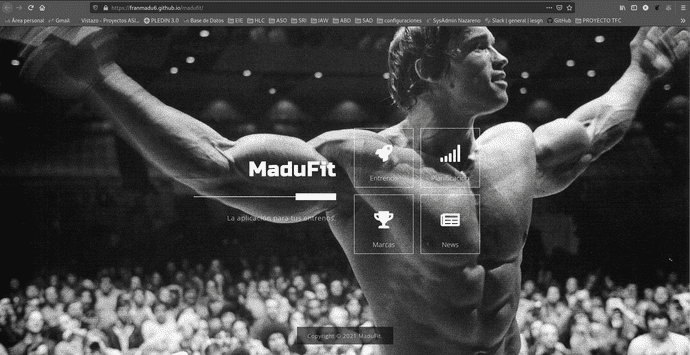 https://franmadu6.github.io/madufit/
Área personal Gmail Vistazo - Proyectos ASI... PLEDIN 3.0 Base de Datos EIE HLC ASO SRI IAW ABD SAO configuraciones SysAdmin Nazareno Slack | general | iesgn GitHub PROYECTO TFC
MaduFit
La aplicación para tus entrenos.
Entrenos Planificación
Marcas News
Copyright © 2021 MaduFit.